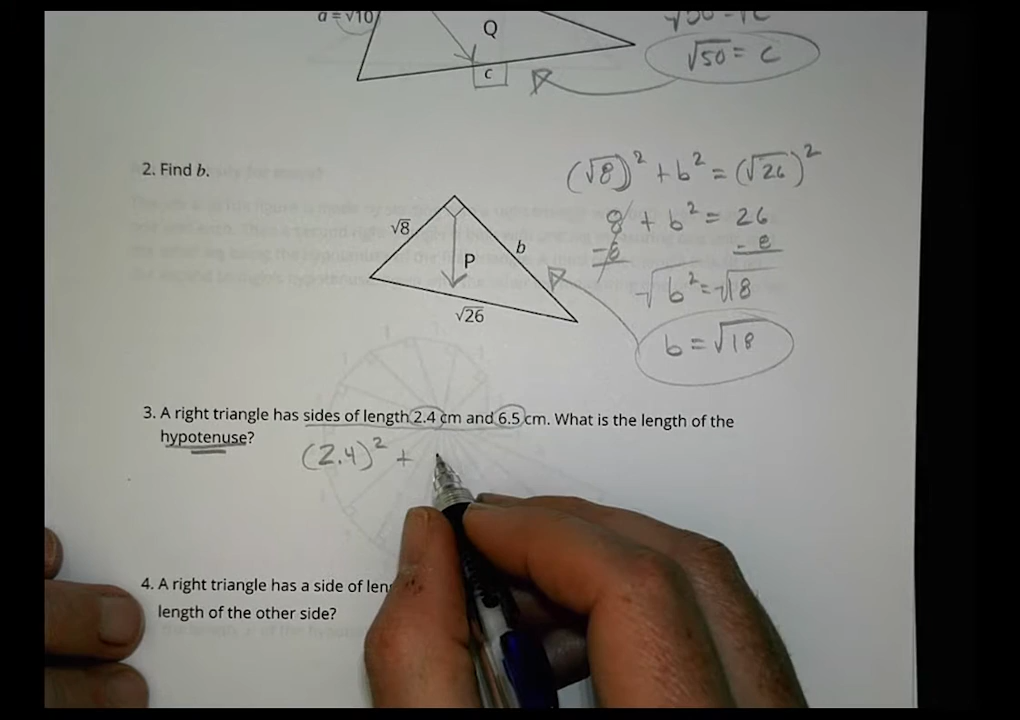 a = √10
Q
√50 = c
c
2. Find b.
(√8)² + b² = (√26)²
√8
8 + b² = 26
b
P
-8 -8
√b² = √18
√26
b = √18
3. A right triangle has sides of length 2.4 cm and 6.5 cm. What is the length of the
hypotenuse?
(2.4)² +
4. A right triangle has a side of len
length of the other side?